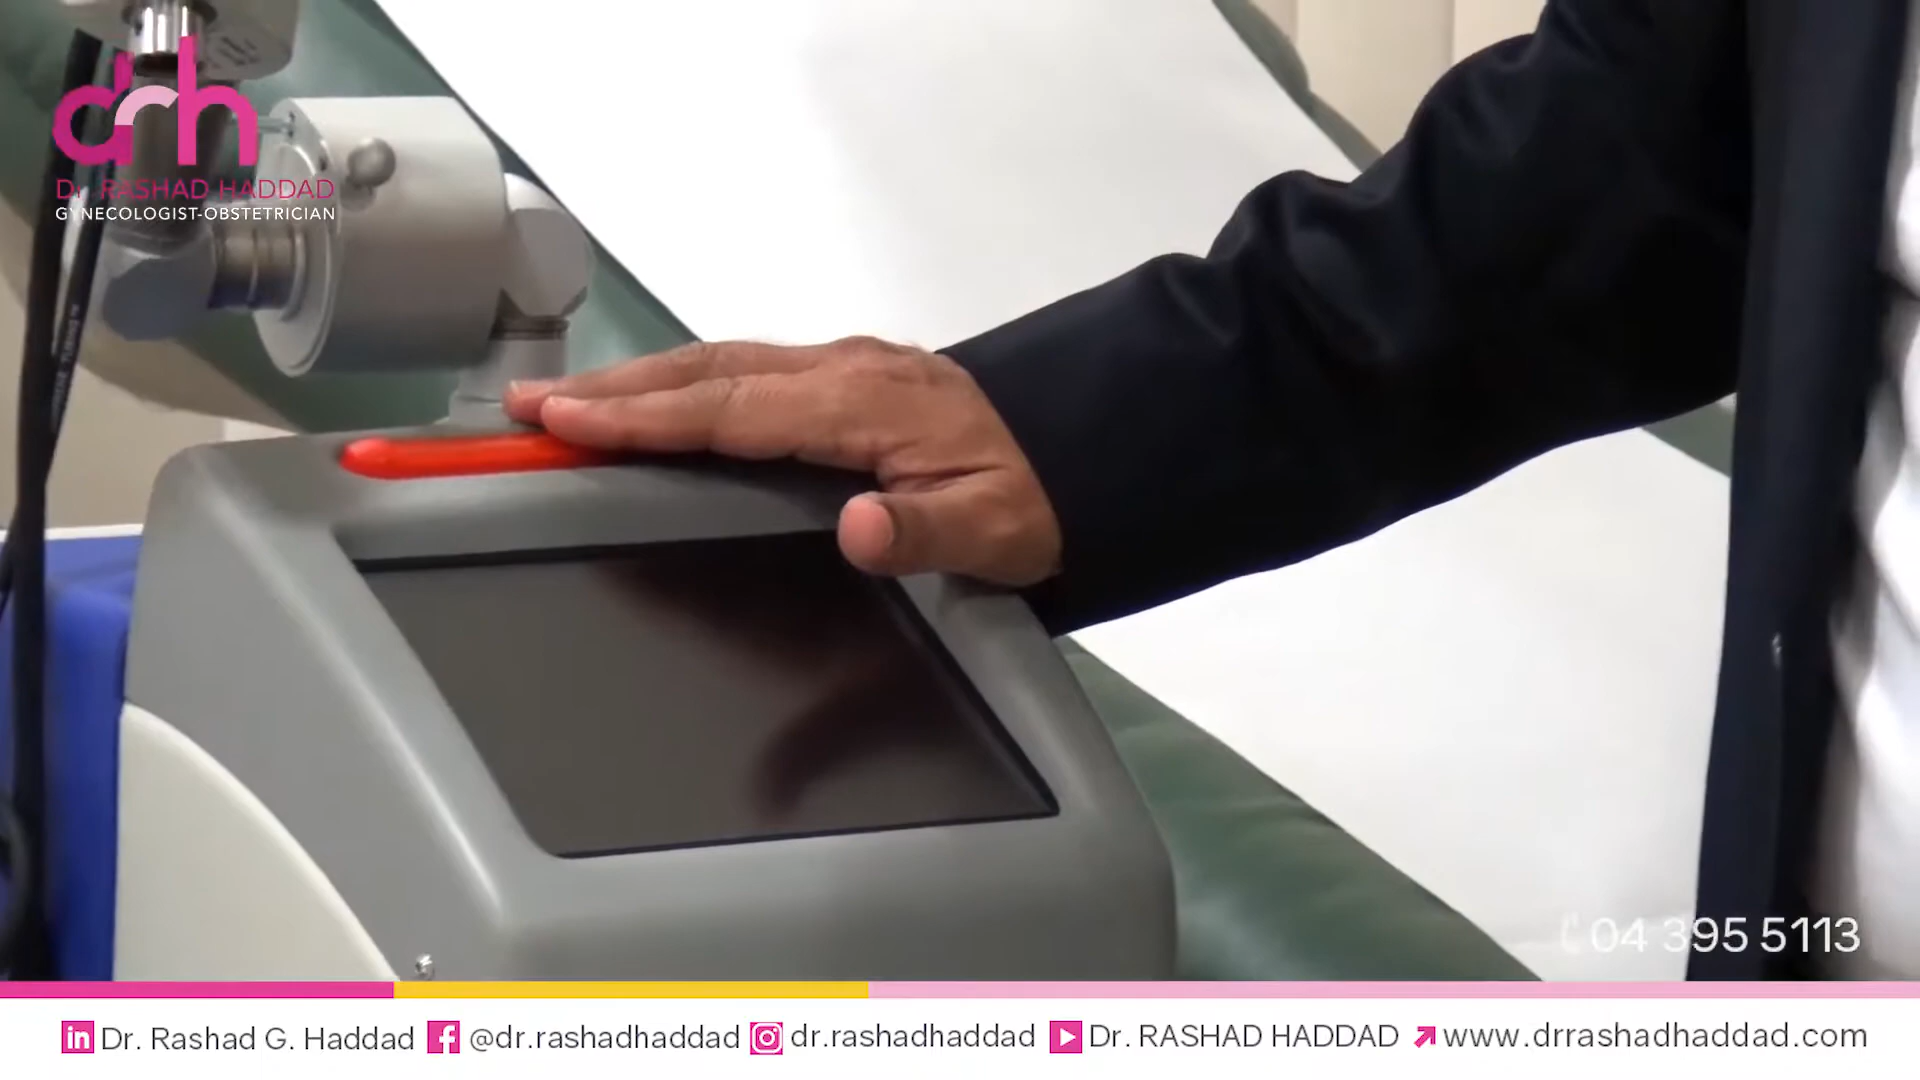 drh
Dr. RASHAD HADDAD
GYNECOLOGIST-OBSTETRICIAN
04 395 5113
in Dr. Rashad G. Haddad f @dr.rashadhaddad dr.rashadhaddad Dr. RASHAD HADDAD www.drrashadhaddad.com